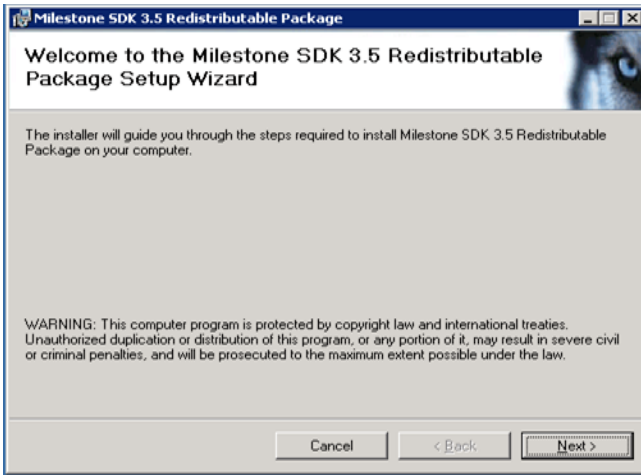 Milestone SDK 3.5 Redistributable Package
Welcome to the Milestone SDK 3.5 Redistributable
Package Setup Wizard
The installer will guide you through the steps required to install Milestone SDK 3.5 Redistributable
Package on your computer.
WARNING: This computer program is protected by copyright law and international treaties.
Unauthorized duplication or distribution of this program, or any portion of it, may result in severe civil
or criminal penalties, and will be prosecuted to the maximum extent possible under the law.
Cancel
< Back
Next >